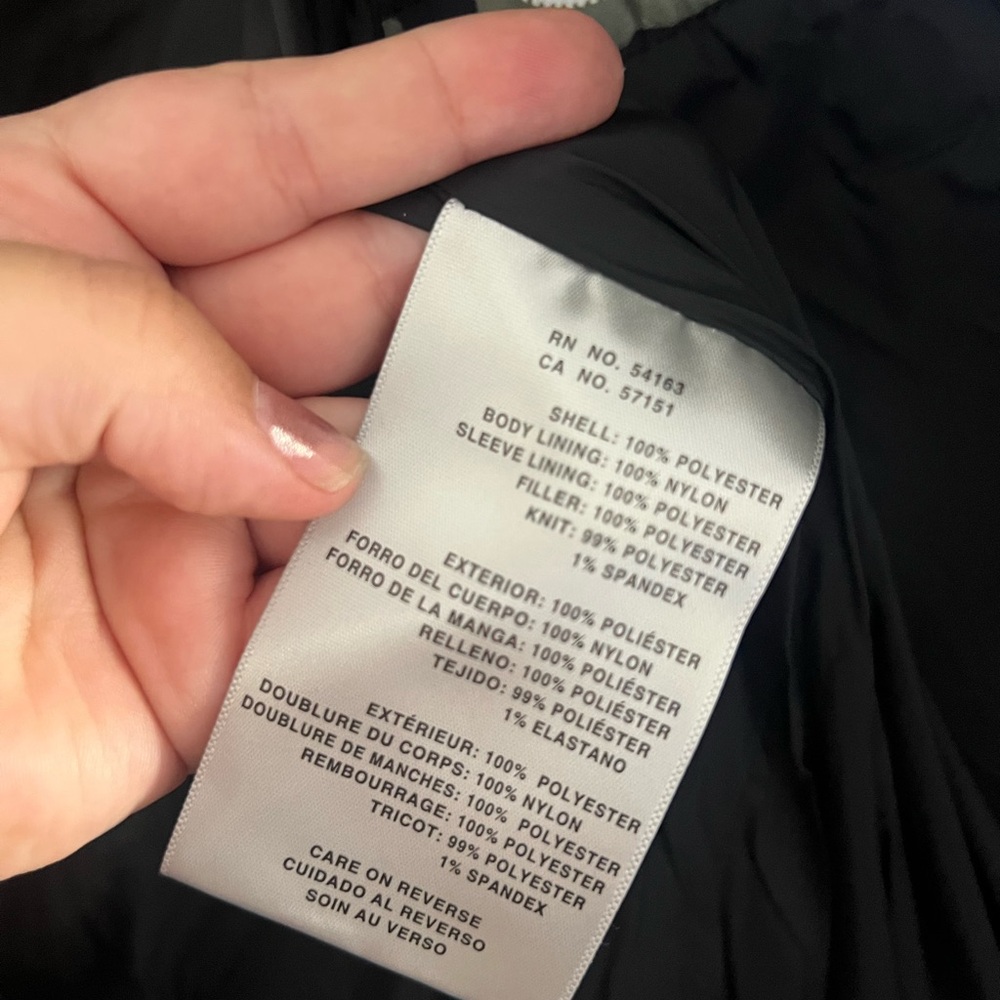 RN NO. 54163
CA NO. 57151
SHELL: 100% POLYESTER
BODY LINING: 100% NYLON
SLEEVE LINING: 100% POLYESTER
FILLER: 100% POLYESTER
KNIT: 99% POLYESTER
1% SPANDEX
EXTERIOR: 100% POLIÉSTER
FORRO DEL CUERPO: 100% NYLON
FORRO DE LA MANGA: 100% POLIÉSTER
RELLENO: 100% POLIÉSTER
TEJIDO: 99% POLIÉSTER
1% ELASTANO
EXTÉRIEUR: 100% POLYESTER
DOUBLURE DU CORPS: 100% NYLON
DOUBLURE DE MANCHES: 100% POLYESTER
REMBOURRAGE: 100% POLYESTER
TRICOT: 99% POLYESTER
1% SPANDEX
CARE ON REVERSE
CUIDADO AL REVERSO
SOIN AU VERSO